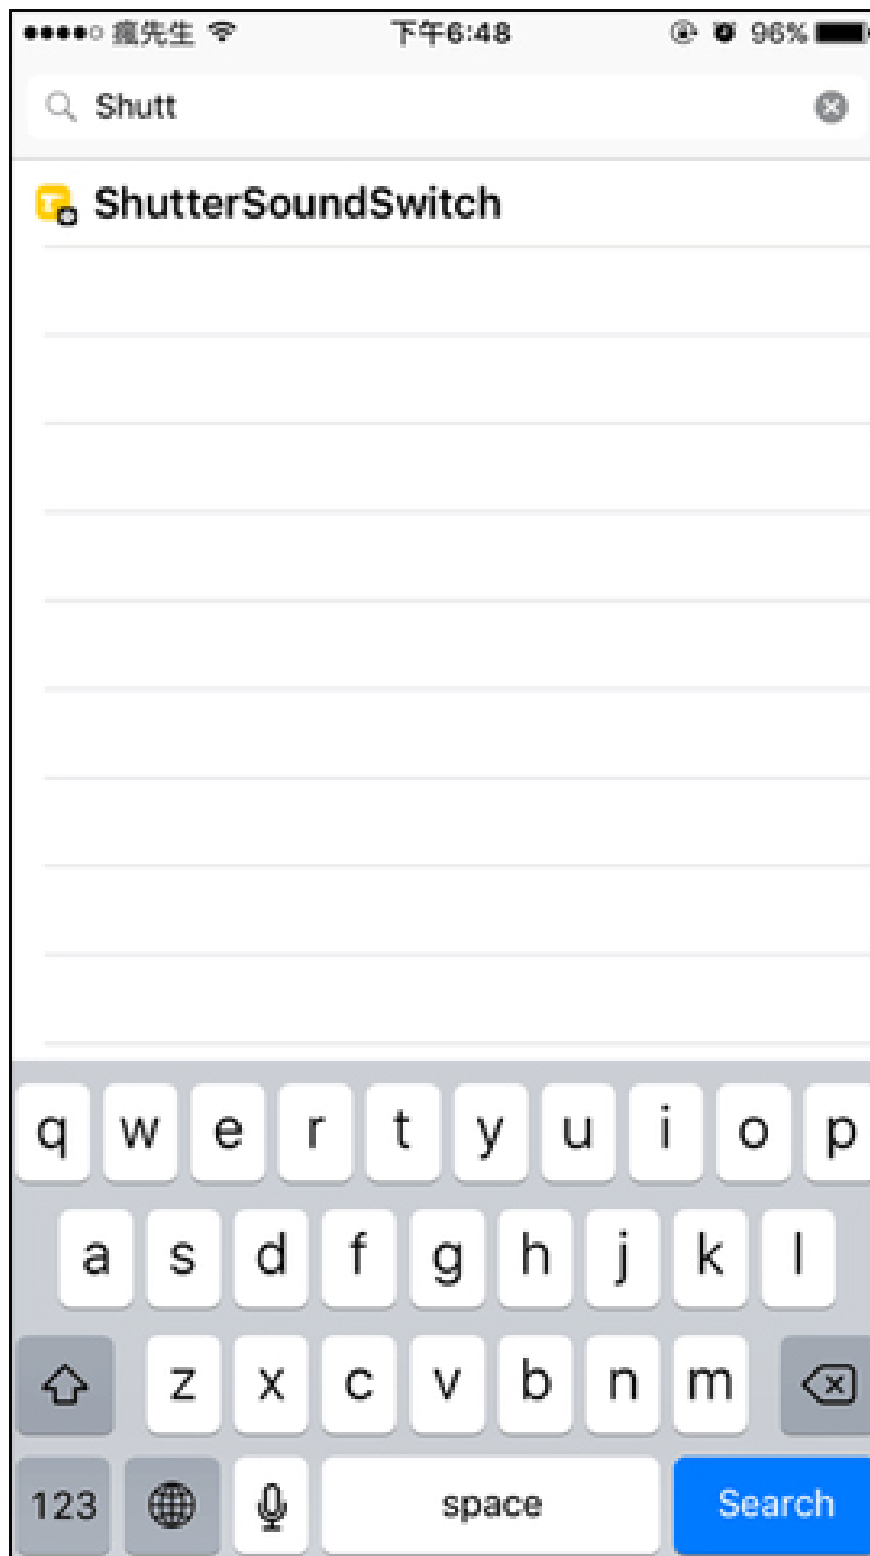 瘋先生 下午6:48 96%
Shutt
ShutterSoundSwitch
q w e r t y u i o p
a s d f g h j k l
z x c v b n m
123 space Search